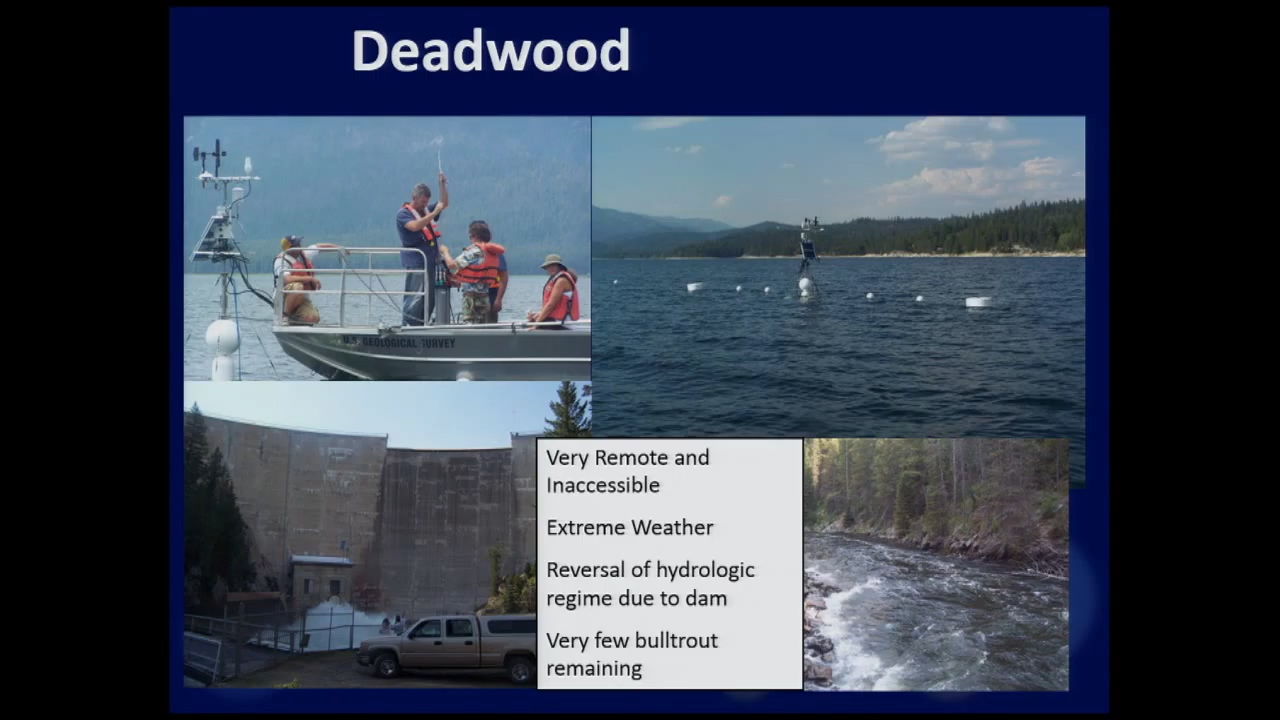 Deadwood
U.S. GEOLOGICAL SURVEY
Very Remote and
Inaccessible
Extreme Weather
Reversal of hydrologic
regime due to dam
Very few bulltrout
remaining